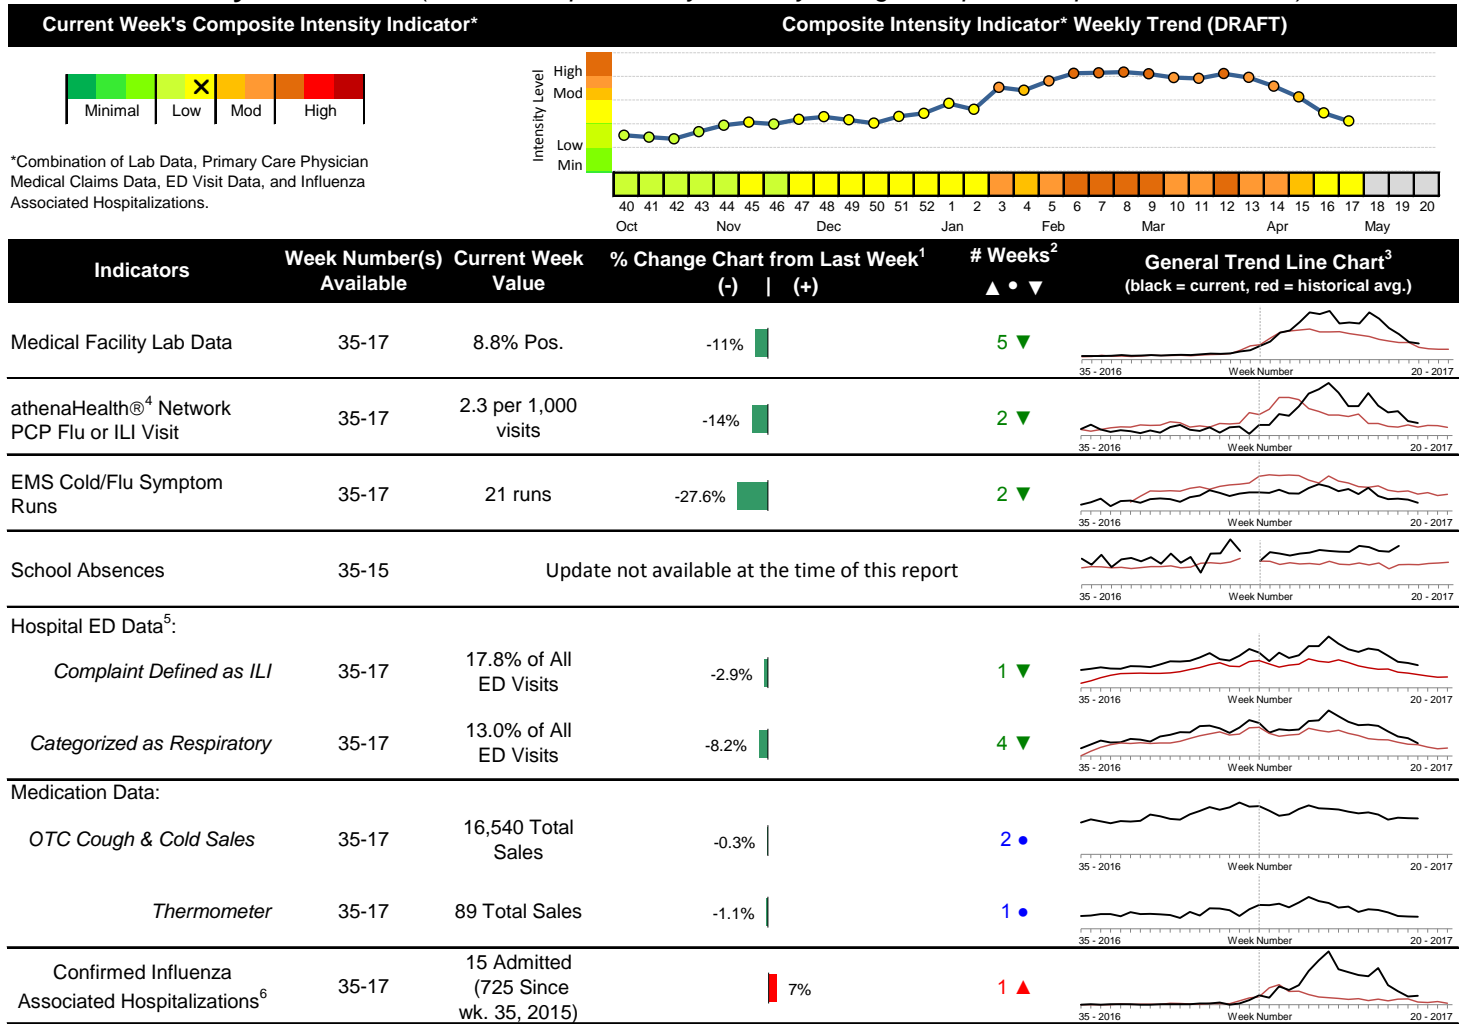 Current Week's Composite Intensity Indicator*
Composite Intensity Indicator* Weekly Trend (DRAFT)
Minimal Low Mod High
*Combination of Lab Data, Primary Care Physician
Medical Claims Data, ED Visit Data, and Influenza
Associated Hospitalizations.
Intensity Level
High
Mod
Low
Min
40 41 42 43 44 45 46 47 48 49 50 51 52 1 2 3 4 5 6 7 8 9 10 11 12 13 14 15 16 17 18 19 20
Oct Nov Dec Jan Feb Mar Apr May
Indicators
Week Number(s)
Available
Current Week
Value
% Change Chart from Last Week1
(-) | (+)
# Weeks2
▲ ● ▼
General Trend Line Chart3
(black = current, red = historical avg.)
Medical Facility Lab Data
35-17
8.8% Pos.
-11%
5 ▼
35 - 2016 Week Number 20 - 2017
athenaHealth®4 Network
PCP Flu or ILI Visit
35-17
2.3 per 1,000
visits
-14%
2 ▼
35 - 2016 Week Number 20 - 2017
EMS Cold/Flu Symptom
Runs
35-17
21 runs
-27.6%
2 ▼
35 - 2016 Week Number 20 - 2017
School Absences
35-15
Update not available at the time of this report
35 - 2016 Week Number 20 - 2017
Hospital ED Data5:
Complaint Defined as ILI
35-17
17.8% of All
ED Visits
-2.9%
1 ▼
35 - 2016 Week Number 20 - 2017
Categorized as Respiratory
35-17
13.0% of All
ED Visits
-8.2%
4 ▼
35 - 2016 Week Number 20 - 2017
Medication Data:
OTC Cough & Cold Sales
35-17
16,540 Total
Sales
-0.3%
2 ●
35 - 2016 Week Number 20 - 2017
Thermometer
35-17
89 Total Sales
-1.1%
1 ●
35 - 2016 Week Number 20 - 2017
Confirmed Influenza
Associated Hospitalizations6
35-17
15 Admitted
(725 Since
wk. 35, 2015)
7%
1 ▲
35 - 2016 Week Number 20 - 2017